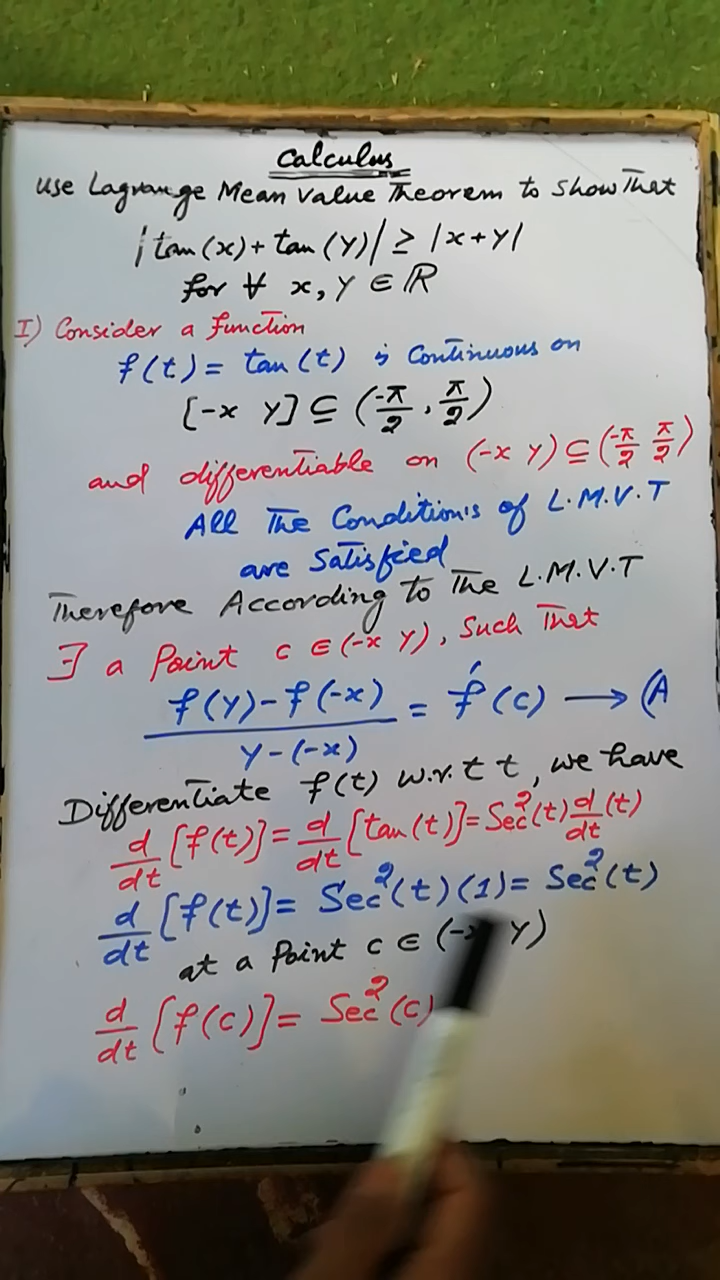 Calculus
Use Lagrange Mean Value Theorem to Show That
|tan(x)+tan(y)| ≥ |x+y|
for ∀ x, y ∈ ℝ
I) Consider a function
f(t) = tan(t) is Continuous on
[-x y] ⊆ (-π/2, π/2)
and differentiable on (-x y) ⊆ (-π/2 π/2)
All The Condition's of L.M.V.T
are Satisfied
Therefore According To The L.M.V.T
∃ a Point c ∈ (-x y), Such That
f(y)-f(-x) / y-(-x) = f'(c) → (A
Differentiate f(t) w.r.t t, we have
d/dt [f(t)] = d/dt [tan(t)] = Sec²(t) d/dt (t)
d/dt [f(t)] = Sec²(t)(1) = Sec²(t)
at a Point c ∈ (-x y)
d/dt [f(c)] = Sec²(c)